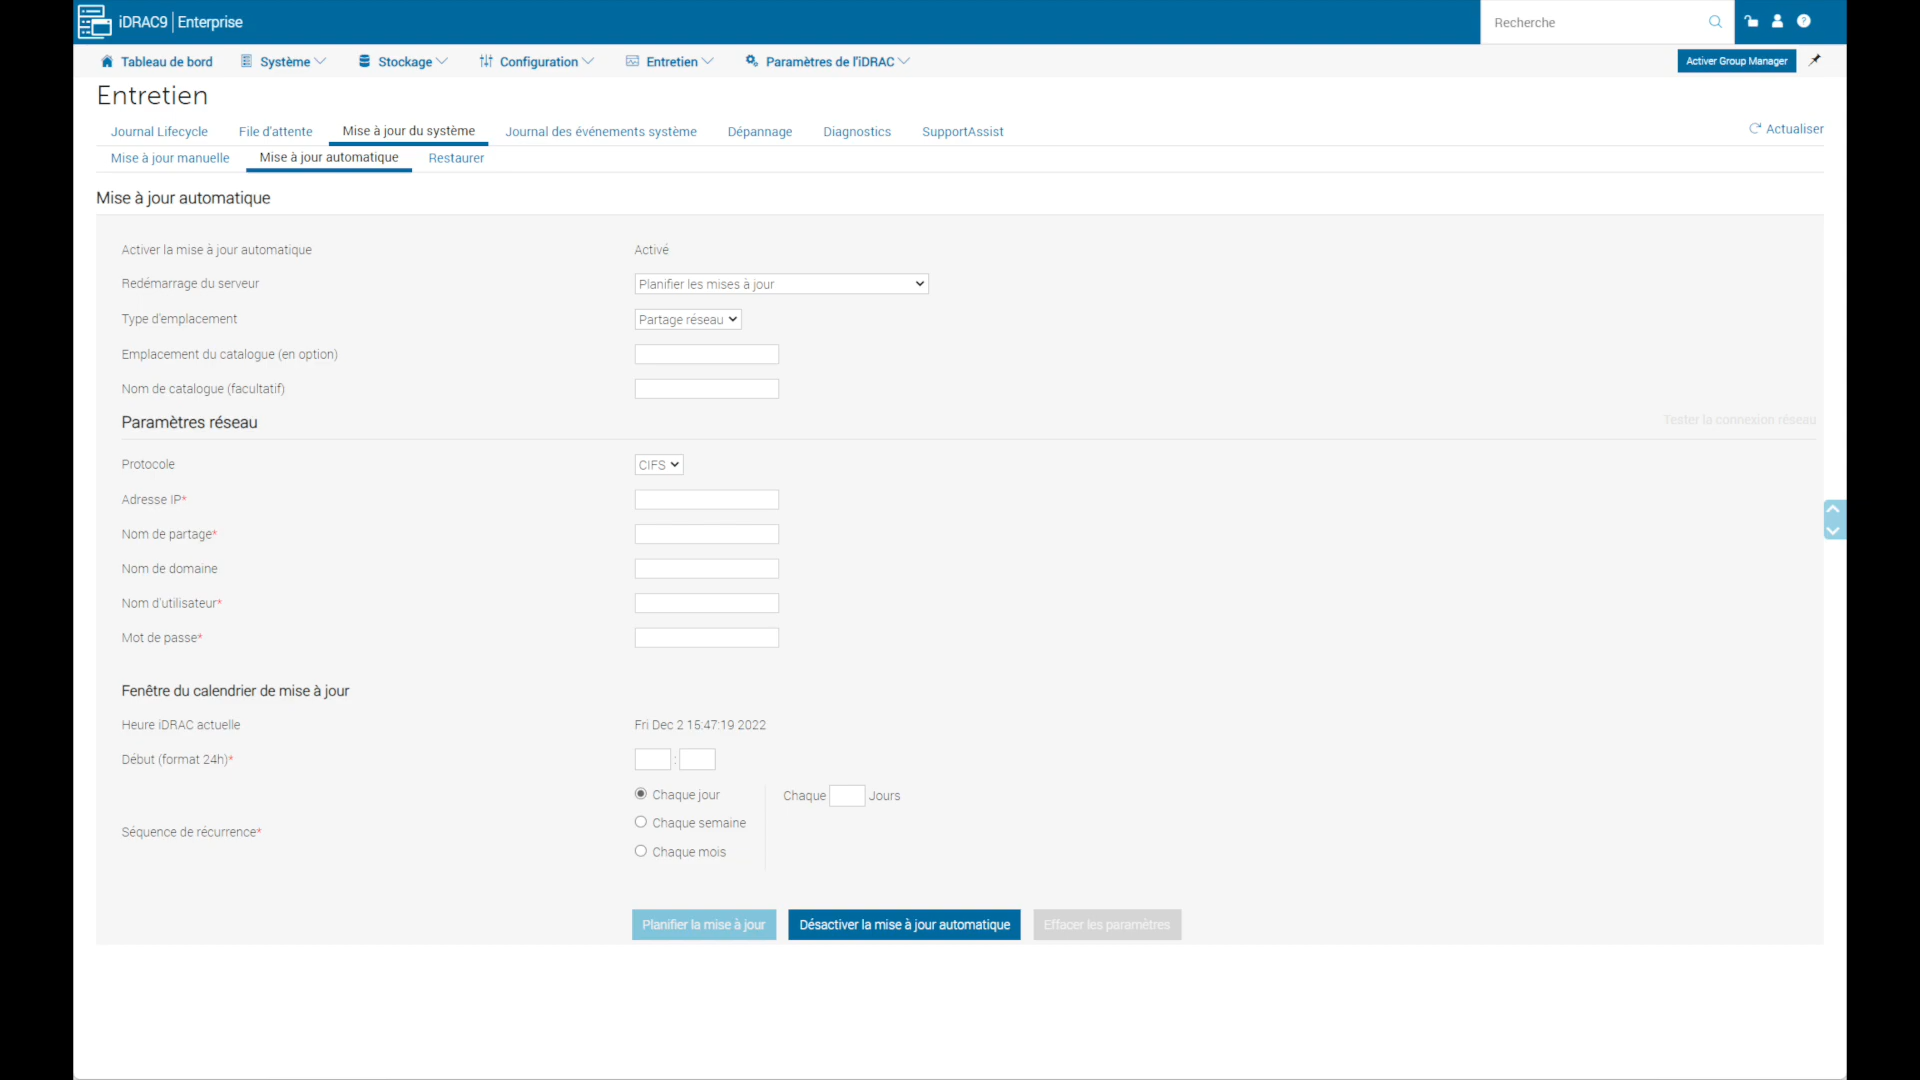 iDRAC9 | Enterprise
Recherche
Tableau de bord
Système
Stockage
Configuration
Entretien
Paramètres de l'iDRAC
Activer Group Manager
Entretien
Journal Lifecycle
File d'attente
Mise à jour du système
Journal des événements système
Dépannage
Diagnostics
SupportAssist
Actualiser
Mise à jour manuelle
Mise à jour automatique
Restaurer
Mise à jour automatique
Activer la mise à jour automatique
Activé
Redémarrage du serveur
Planifier les mises à jour
Type d'emplacement
Partage réseau
Emplacement du catalogue (en option)
Nom de catalogue (facultatif)
Paramètres réseau
Tester la connexion réseau
Protocole
CIFS
Adresse IP*
Nom de partage*
Nom de domaine
Nom d'utilisateur*
Mot de passe*
Fenêtre du calendrier de mise à jour
Heure iDRAC actuelle
Fri Dec 2 15:47:19 2022
Début (format 24h)*
:
Séquence de récurrence*
Chaque jour
Chaque semaine
Chaque mois
Chaque Jours
Planifier la mise à jour
Désactiver la mise à jour automatique
Effacer les paramètres